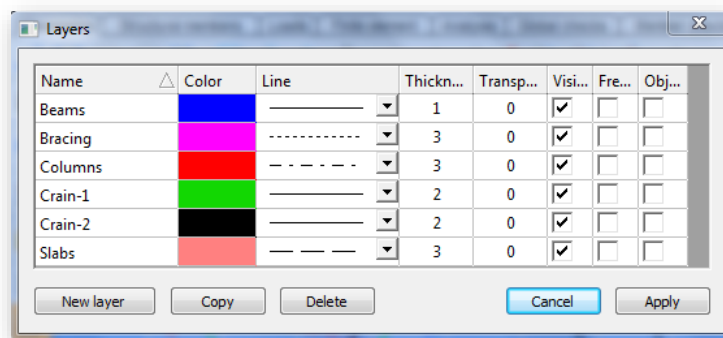 Layers
Name Color Line Thickn... Transp... Visi... Fre... Obj...
Beams 1 0
Bracing 3 0
Columns 3 0
Crain-1 2 0
Crain-2 2 0
Slabs 3 0
New layer Copy Delete Cancel Apply